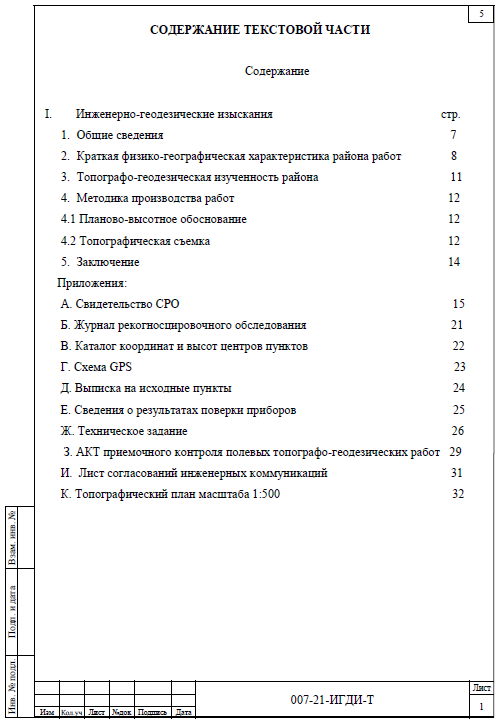 5
СОДЕРЖАНИЕ ТЕКСТОВОЙ ЧАСТИ
Содержание
I. Инженерно-геодезические изыскания стр.
1. Общие сведения 7
2. Краткая физико-географическая характеристика района работ 8
3. Топографо-геодезическая изученность района 11
4. Методика производства работ 12
4.1 Планово-высотное обоснование 12
4.2 Топографическая съемка 12
5. Заключение 14
Приложения:
А. Свидетельство СРО 15
Б. Журнал рекогносцировочного обследования 21
В. Каталог координат и высот центров пунктов 22
Г. Схема GPS 23
Д. Выписка на исходные пункты 24
Е. Сведения о результатах поверки приборов 25
Ж. Техническое задание 26
З. АКТ приемочного контроля полевых топографо-геодезических работ 29
И. Лист согласований инженерных коммуникаций 31
К. Топографический план масштаба 1:500 32
Взам. инв. №
Подп. и дата
Инв. № подл.
Изм Кол.уч Лист №док Подпись Дата
007-21-ИГДИ-Т
Лист
1